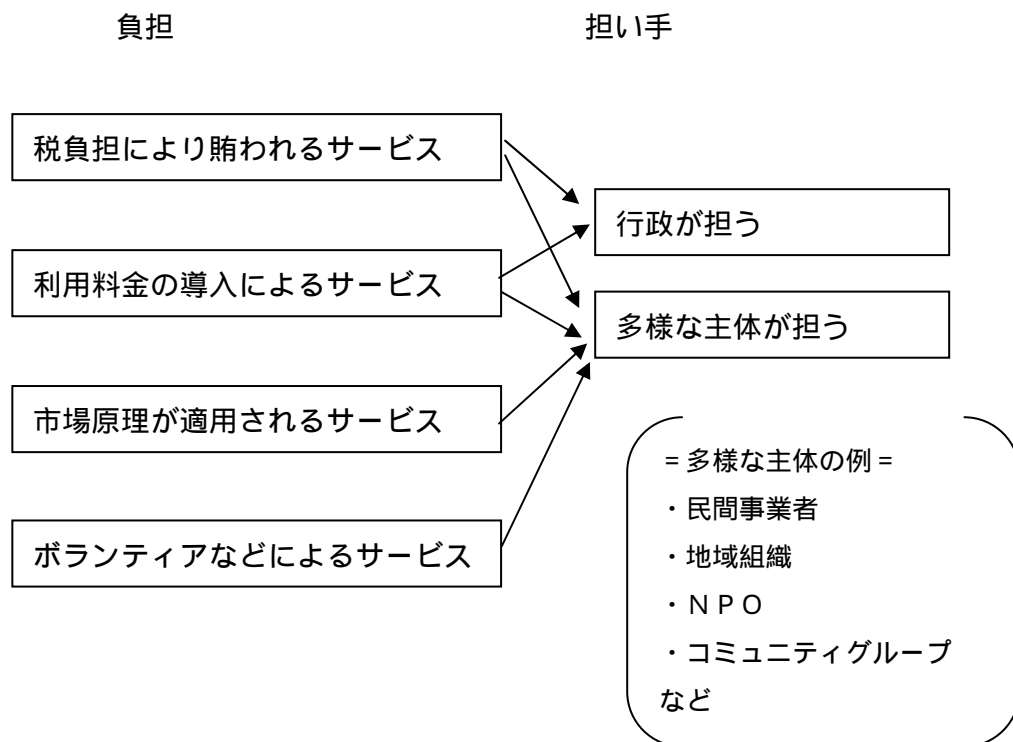 負担
担い手
税負担により賄われるサービス
行政が担う
利用料金の導入によるサービス
多様な主体が担う
市場原理が適用されるサービス
ボランティアなどによるサービス
=多様な主体の例=
・民間事業者
・地域組織
・NPO
・コミュニティグループ
など